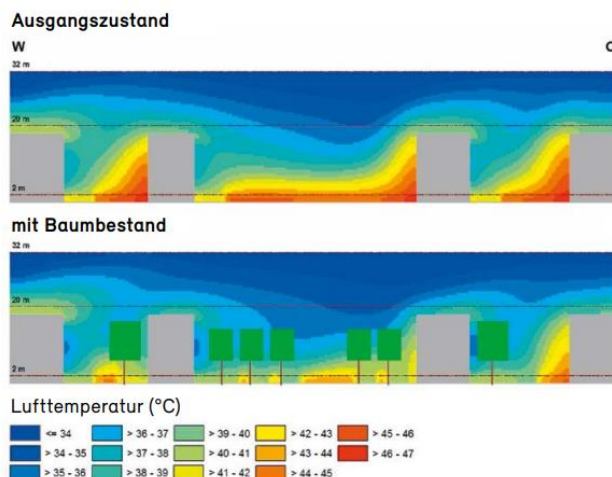 Ausgangszustand
W
32 m
20 m
2 m
mit Baumbestand
32 m
20 m
2 m
Lufttemperatur (°C)
<= 34 > 36 - 37 > 39 - 40 > 42 - 43 > 45 - 46
> 34 - 35 > 37 - 38 > 40 - 41 > 43 - 44 > 46 - 47
> 35 - 36 > 38 - 39 > 41 - 42 > 44 - 45